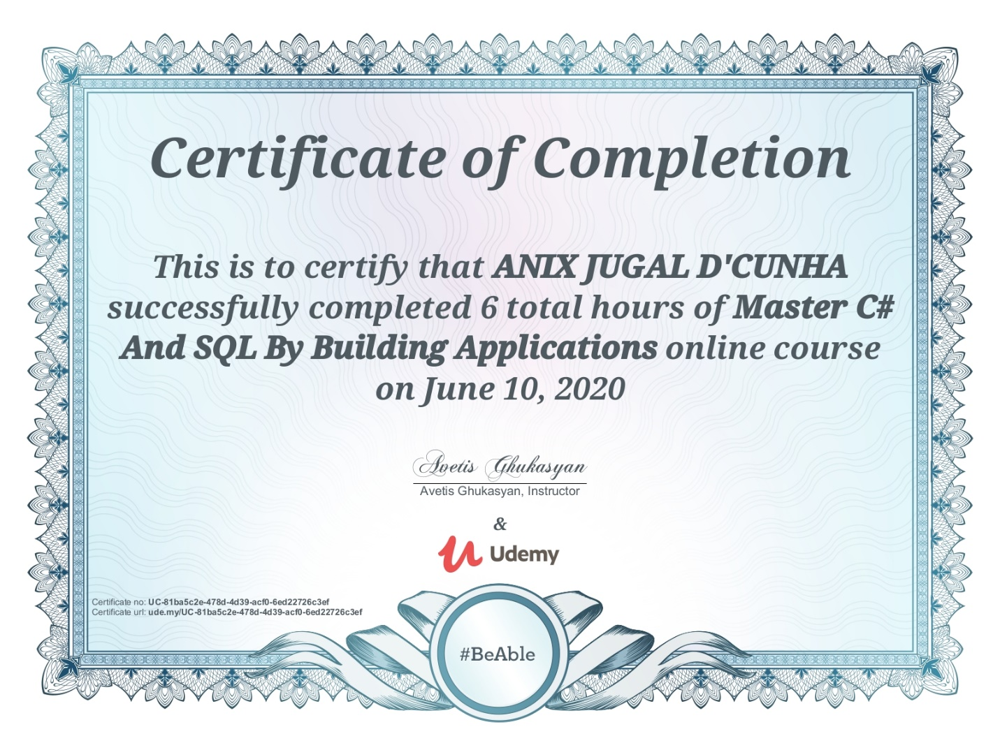 Certificate of Completion
This is to certify that ANIX JUGAL D'CUNHA
successfully completed 6 total hours of Master C#
And SQL By Building Applications online course
on June 10, 2020
Avetis Ghukasyan
Avetis Ghukasyan, Instructor
&
Udemy
Certificate no: UC-81ba5c2e-478d-4d39-acf0-6ed22726c3ef
Certificate url: ude.my/UC-81ba5c2e-478d-4d39-acf0-6ed22726c3ef
#BeAble